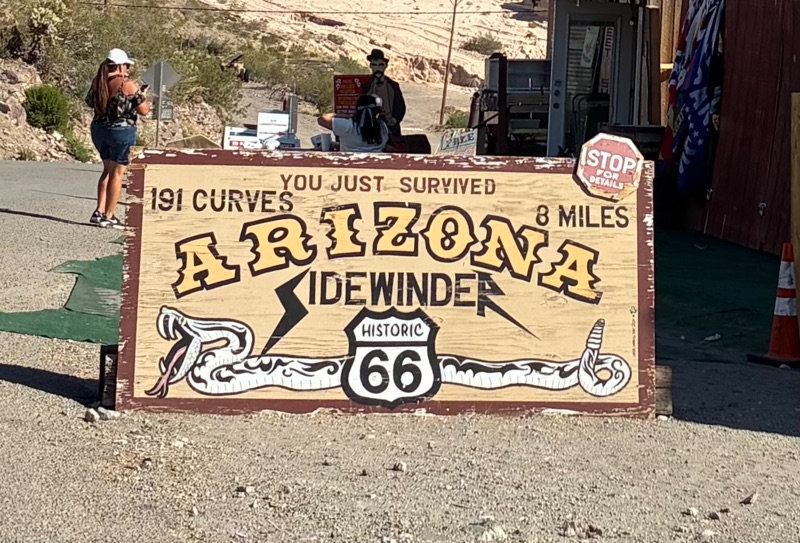 YOU JUST SURVIVED
191 CURVES
8 MILES
STOP
FOR
DETAILS
ARIZONA
SIDEWINDER
HISTORIC
66